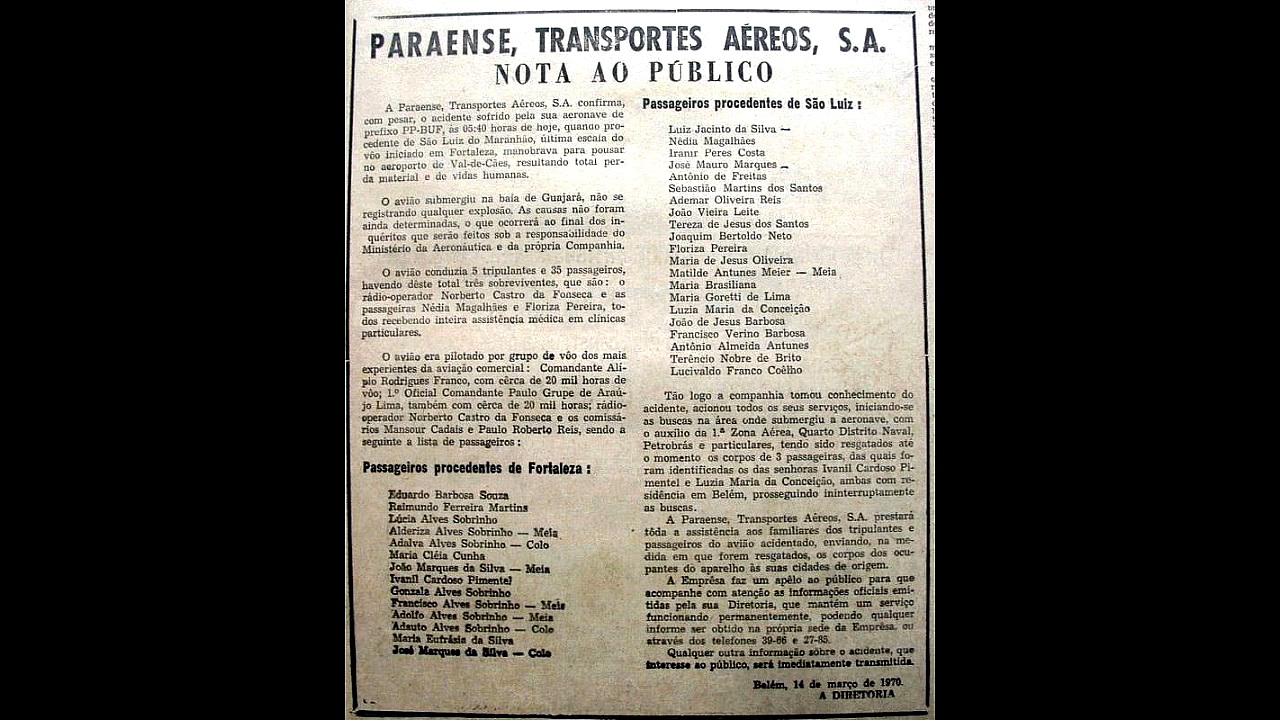 PARAENSE, TRANSPORTES AÉREOS, S.A.
NOTA AO PÚBLICO
A Paraense, Transportes Aéreos, S.A. confirma,
com pesar, o acidente sofrido pela sua aeronave de
prefixo PP-BUF, às 05:40 horas de hoje, quando pro-
cedente de São Luiz do Maranhão, última escala do
vôo iniciado em Fortaleza, manobrava para pousar
no aeroporto de Val-de-Cães, resultando total per-
da material e de vidas humanas.
O avião submergiu na baía de Guajará, não se
registrando qualquer explosão. As causas não foram
ainda determinadas, o que ocorrerá ao final dos in-
quéritos que serão feitos sob a responsabilidade do
Ministério da Aeronáutica e da própria Companhia.
O avião conduzia 5 tripulantes e 35 passageiros,
havendo dêste total três sobreviventes, que são: o
rádio-operador Norberto Castro da Fonseca e as
passageiras Nédia Magalhães e Floriza Pereira, to-
dos recebendo inteira assistência médica em clínicas
particulares.
O avião era pilotado por grupo de vôo dos mais
experientes da aviação comercial: Comandante Alí-
pio Rodrigues Franco, com cêrca de 20 mil horas de
vôo; 1.º Oficial Comandante Paulo Grupe de Araú-
jo Lima, também com cêrca de 20 mil horas; rádio-
operador Norberto Castro da Fonseca e os comissá-
rios Mansour Cadais e Paulo Roberto Reis, sendo a
seguinte a lista de passageiros:
Passageiros procedentes de Fortaleza:
Eduardo Barbosa Souza
Raimundo Ferreira Martins
Lúcia Alves Sobrinho
Alderiza Alves Sobrinho — Meia
Adalva Alves Sobrinho — Colo
Maria Cléia Cunha
João Marques da Silva — Meia
Ivanil Cardoso Pimentel
Gonzala Alves Sobrinho
Francisco Alves Sobrinho — Meia
Adolfo Alves Sobrinho — Meia
Adauto Alves Sobrinho — Colo
Maria Eufrásia da Silva
José Marques da Silva — Colo
Passageiros procedentes de São Luiz:
Luiz Jacinto da Silva —
Nédia Magalhães
Iranir Peres Costa
José Mauro Marques —
Antônio de Freitas
Sebastião Martins dos Santos
Ademar Oliveira Reis
João Vieira Leite
Tereza de Jesus dos Santos
Joaquim Bertoldo Neto
Floriza Pereira
Maria de Jesus Oliveira
Matilde Antunes Meier — Meia
Maria Brasiliana
Maria Goretti de Lima
Luzia Maria da Conceição
João de Jesus Barbosa
Francisco Verino Barbosa
Antônio Almeida Antunes
Terêncio Nobre de Brito
Lucivaldo Franco Coêlho
Tão logo a companhia tomou conhecimento do
acidente, acionou todos os seus serviços, iniciando-se
as buscas na área onde submergiu a aeronave, com
o auxílio da 1.ª Zona Aérea, Quarto Distrito Naval,
Petrobrás e particulares, tendo sido resgatados até
o momento os corpos de 3 passageiras, das quais fo-
ram identificadas os das senhoras Ivanil Cardoso Pi-
mentel e Luzia Maria da Conceição, ambas com re-
sidência em Belém, prosseguindo ininterruptamente
as buscas.
A Paraense, Transportes Aéreos, S.A. prestará
tôda a assistência aos familiares dos tripulantes e
passageiros do avião acidentado, enviando, na me-
dida em que forem resgatados, os corpos dos ocu-
pantes do aparelho às suas cidades de origem.
A Emprêsa faz um apêlo ao público para que
acompanhe com atenção as informações oficiais emi-
tidas pela sua Diretoria, que mantém um serviço
funcionando permanentemente, podendo qualquer
informe ser obtido na própria sede da Emprêsa, ou
através dos telefones 39-66 e 27-85.
Qualquer outra informação sôbre o acidente, que
interesse ao público, será imediatamente transmitida.
Belém, 14 de março de 1970.
A DIRETORIA